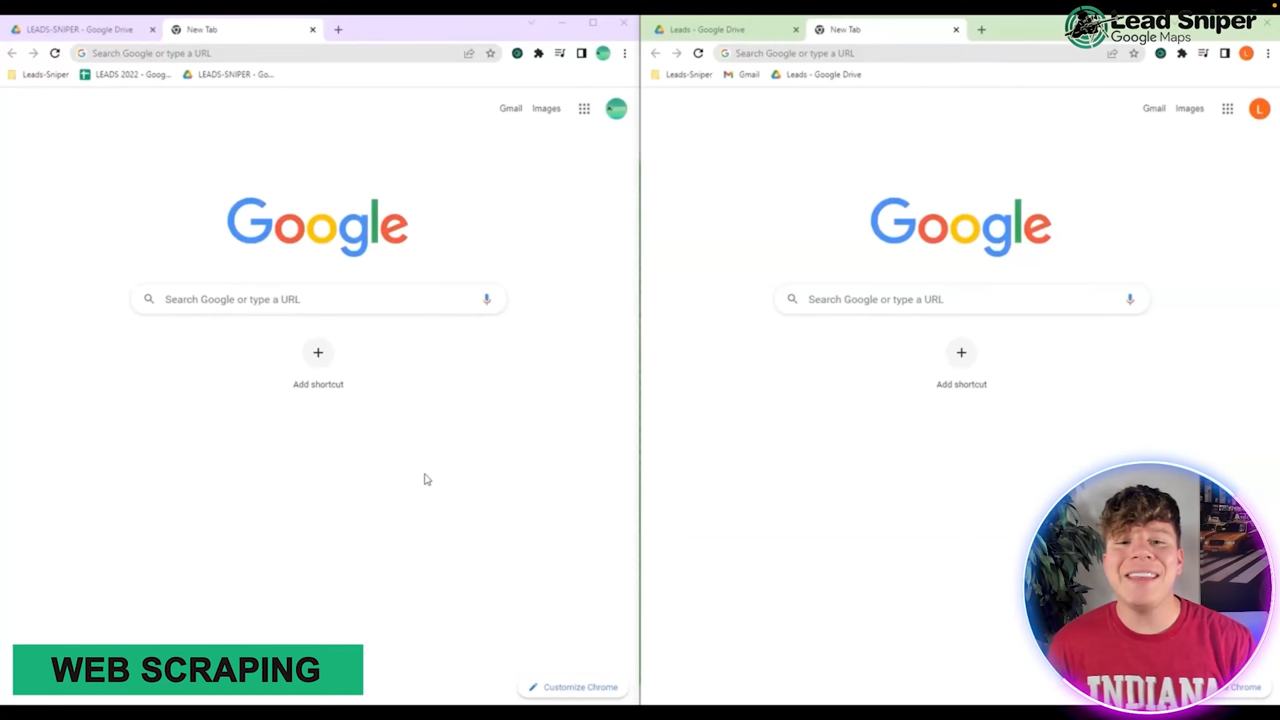 LEADS-SNIPER - Google Drive
New Tab
Search Google or type a URL
Leads-Sniper
LEADS 2022 - Goog...
LEADS-SNIPER - Go...
Gmail
Images
Google
Search Google or type a URL
Add shortcut
Customize Chrome
WEB SCRAPING
Leads - Google Drive
New Tab
Lead Sniper
Google Maps
Search Google or type a URL
L
Leads-Sniper
Gmail
Leads - Google Drive
Gmail
Images
L
Google
Search Google or type a URL
Add shortcut
Chrome
INDIANA